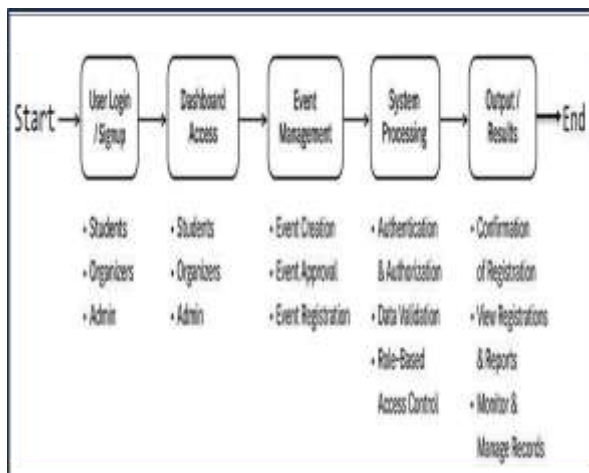 Start
User Login
/ Signup
Dashboard
Access
Event
Management
System
Processing
Output /
Results
End
• Students
• Organizers
• Admin
• Students
• Organizers
• Admin
• Event Creation
• Event Approval
• Event Registration
• Authentication
& Authorization
• Data Validation
• Role-Based
Access Control
• Confirmation
of Registration
• View Registrations
& Reports
• Monitor &
Manage Records